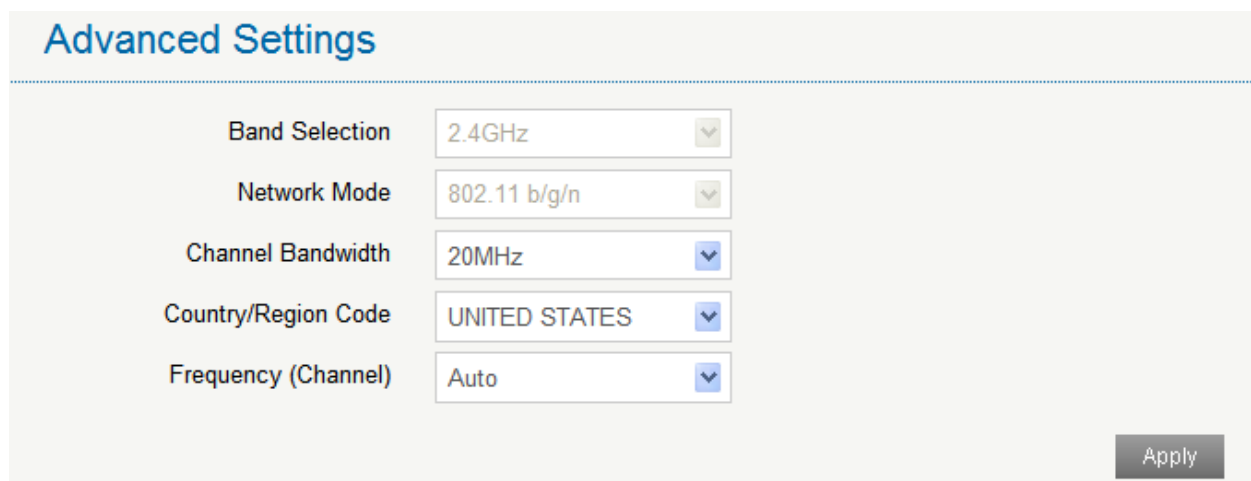 Advanced Settings
Band Selection 2.4GHz
Network Mode 802.11 b/g/n
Channel Bandwidth 20MHz
Country/Region Code UNITED STATES
Frequency (Channel) Auto
Apply